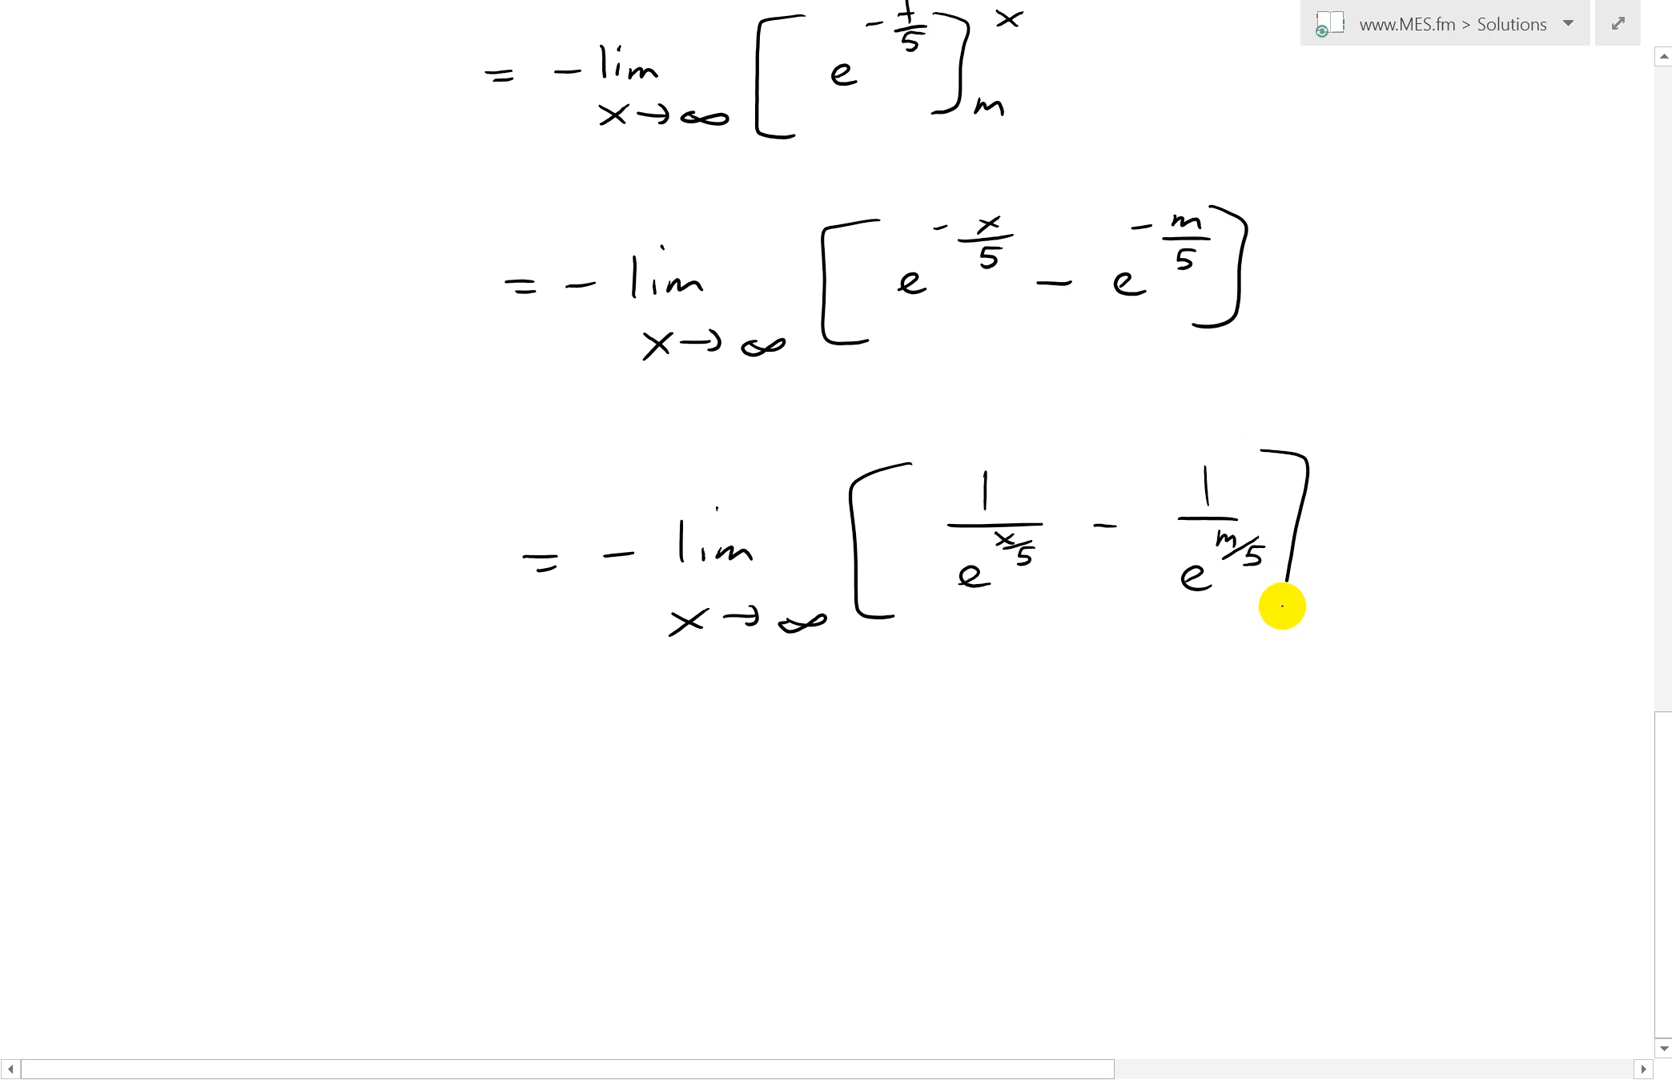 www.MES.fm > Solutions
= - lim x→∞ [ e^(-t/5) ]_m^x
= - lim x→∞ [ e^(-x/5) - e^(-m/5) ]
= - lim x→∞ [ 1/e^(x/5) - 1/e^(m/5) ]